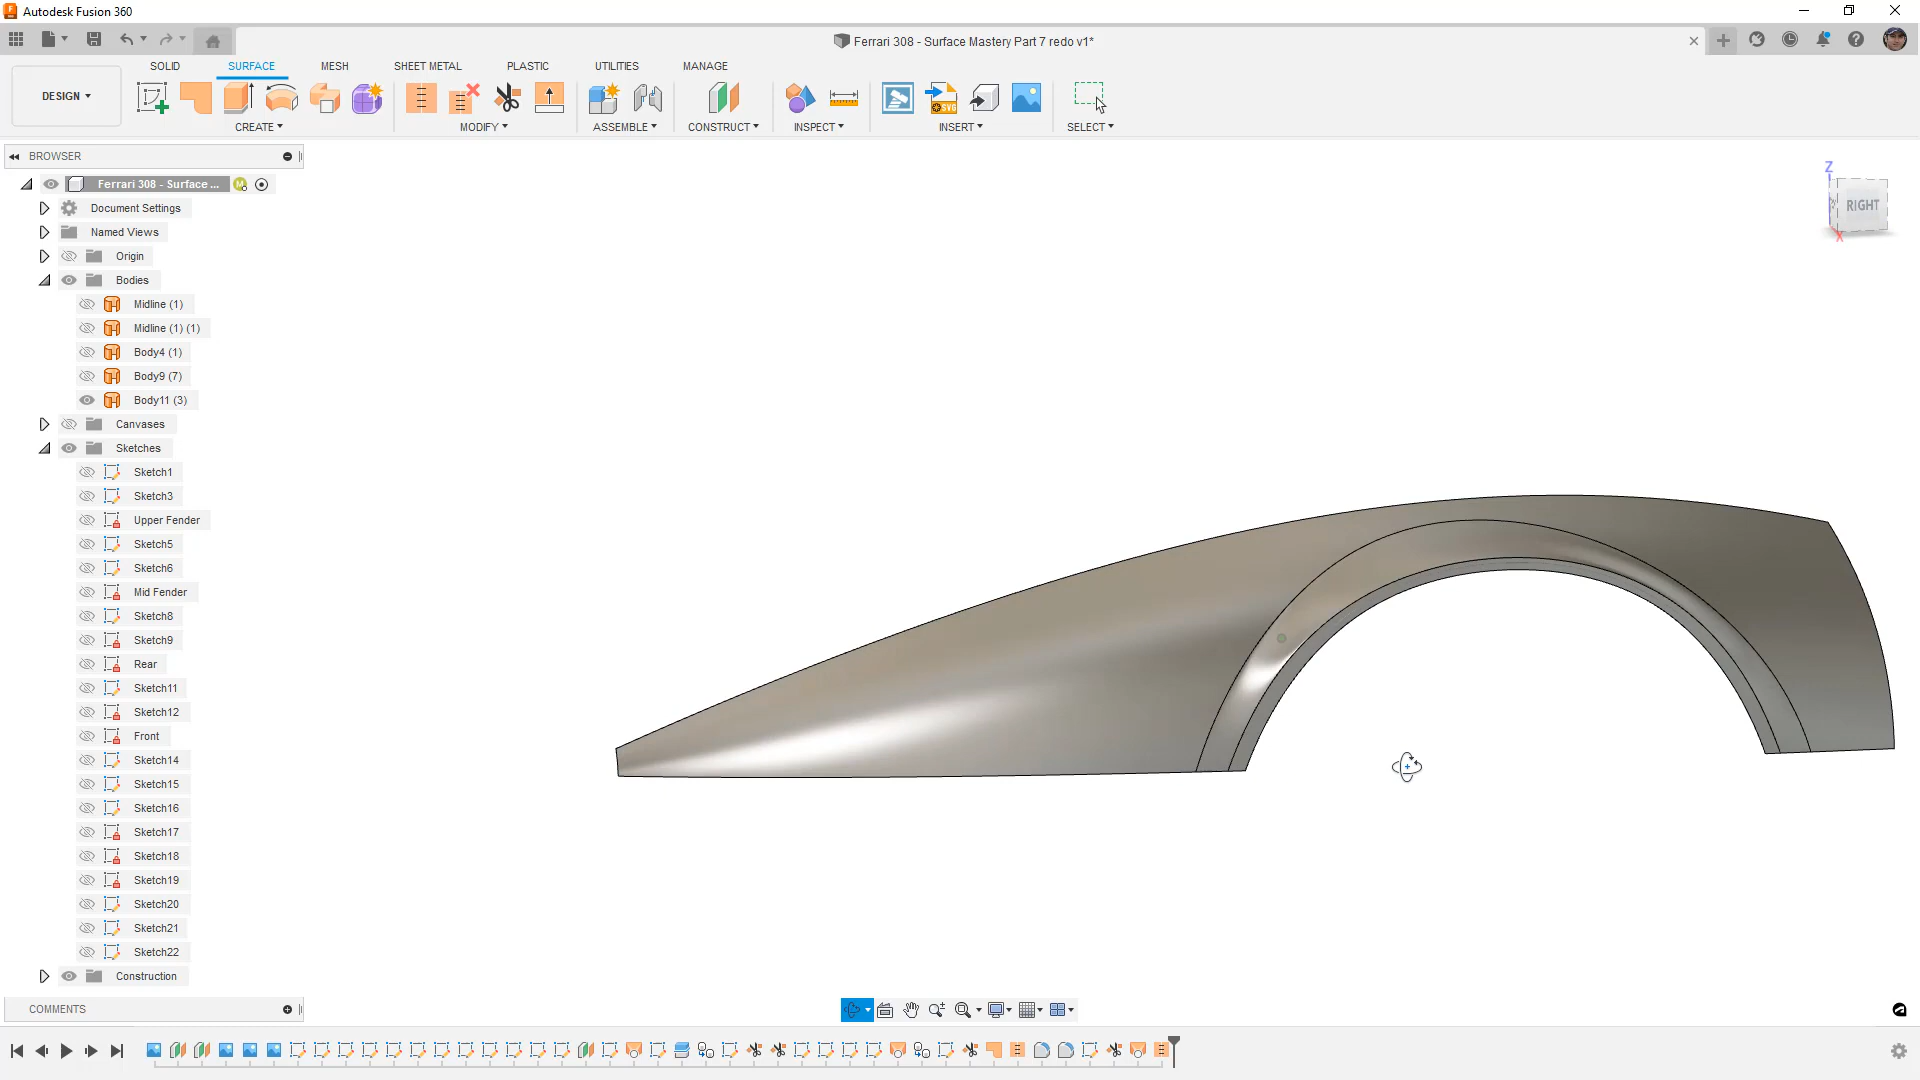 Autodesk Fusion 360
Ferrari 308 - Surface Mastery Part 7 redo v1*
SOLID
SURFACE
MESH
SHEET METAL
PLASTIC
UTILITIES
MANAGE
DESIGN
CREATE
MODIFY
ASSEMBLE
CONSTRUCT
INSPECT
INSERT
SELECT
BROWSER
Ferrari 308 - Surface ...
Document Settings
Named Views
Origin
Bodies
Midline (1)
Midline (1) (1)
Body4 (1)
Body9 (7)
Body11 (3)
Canvases
Sketches
Sketch1
Sketch3
Upper Fender
Sketch5
Sketch6
Mid Fender
Sketch8
Sketch9
Rear
Sketch11
Sketch12
Front
Sketch14
Sketch15
Sketch16
Sketch17
Sketch18
Sketch19
Sketch20
Sketch21
Sketch22
Construction
COMMENTS
Z
RIGHT
X